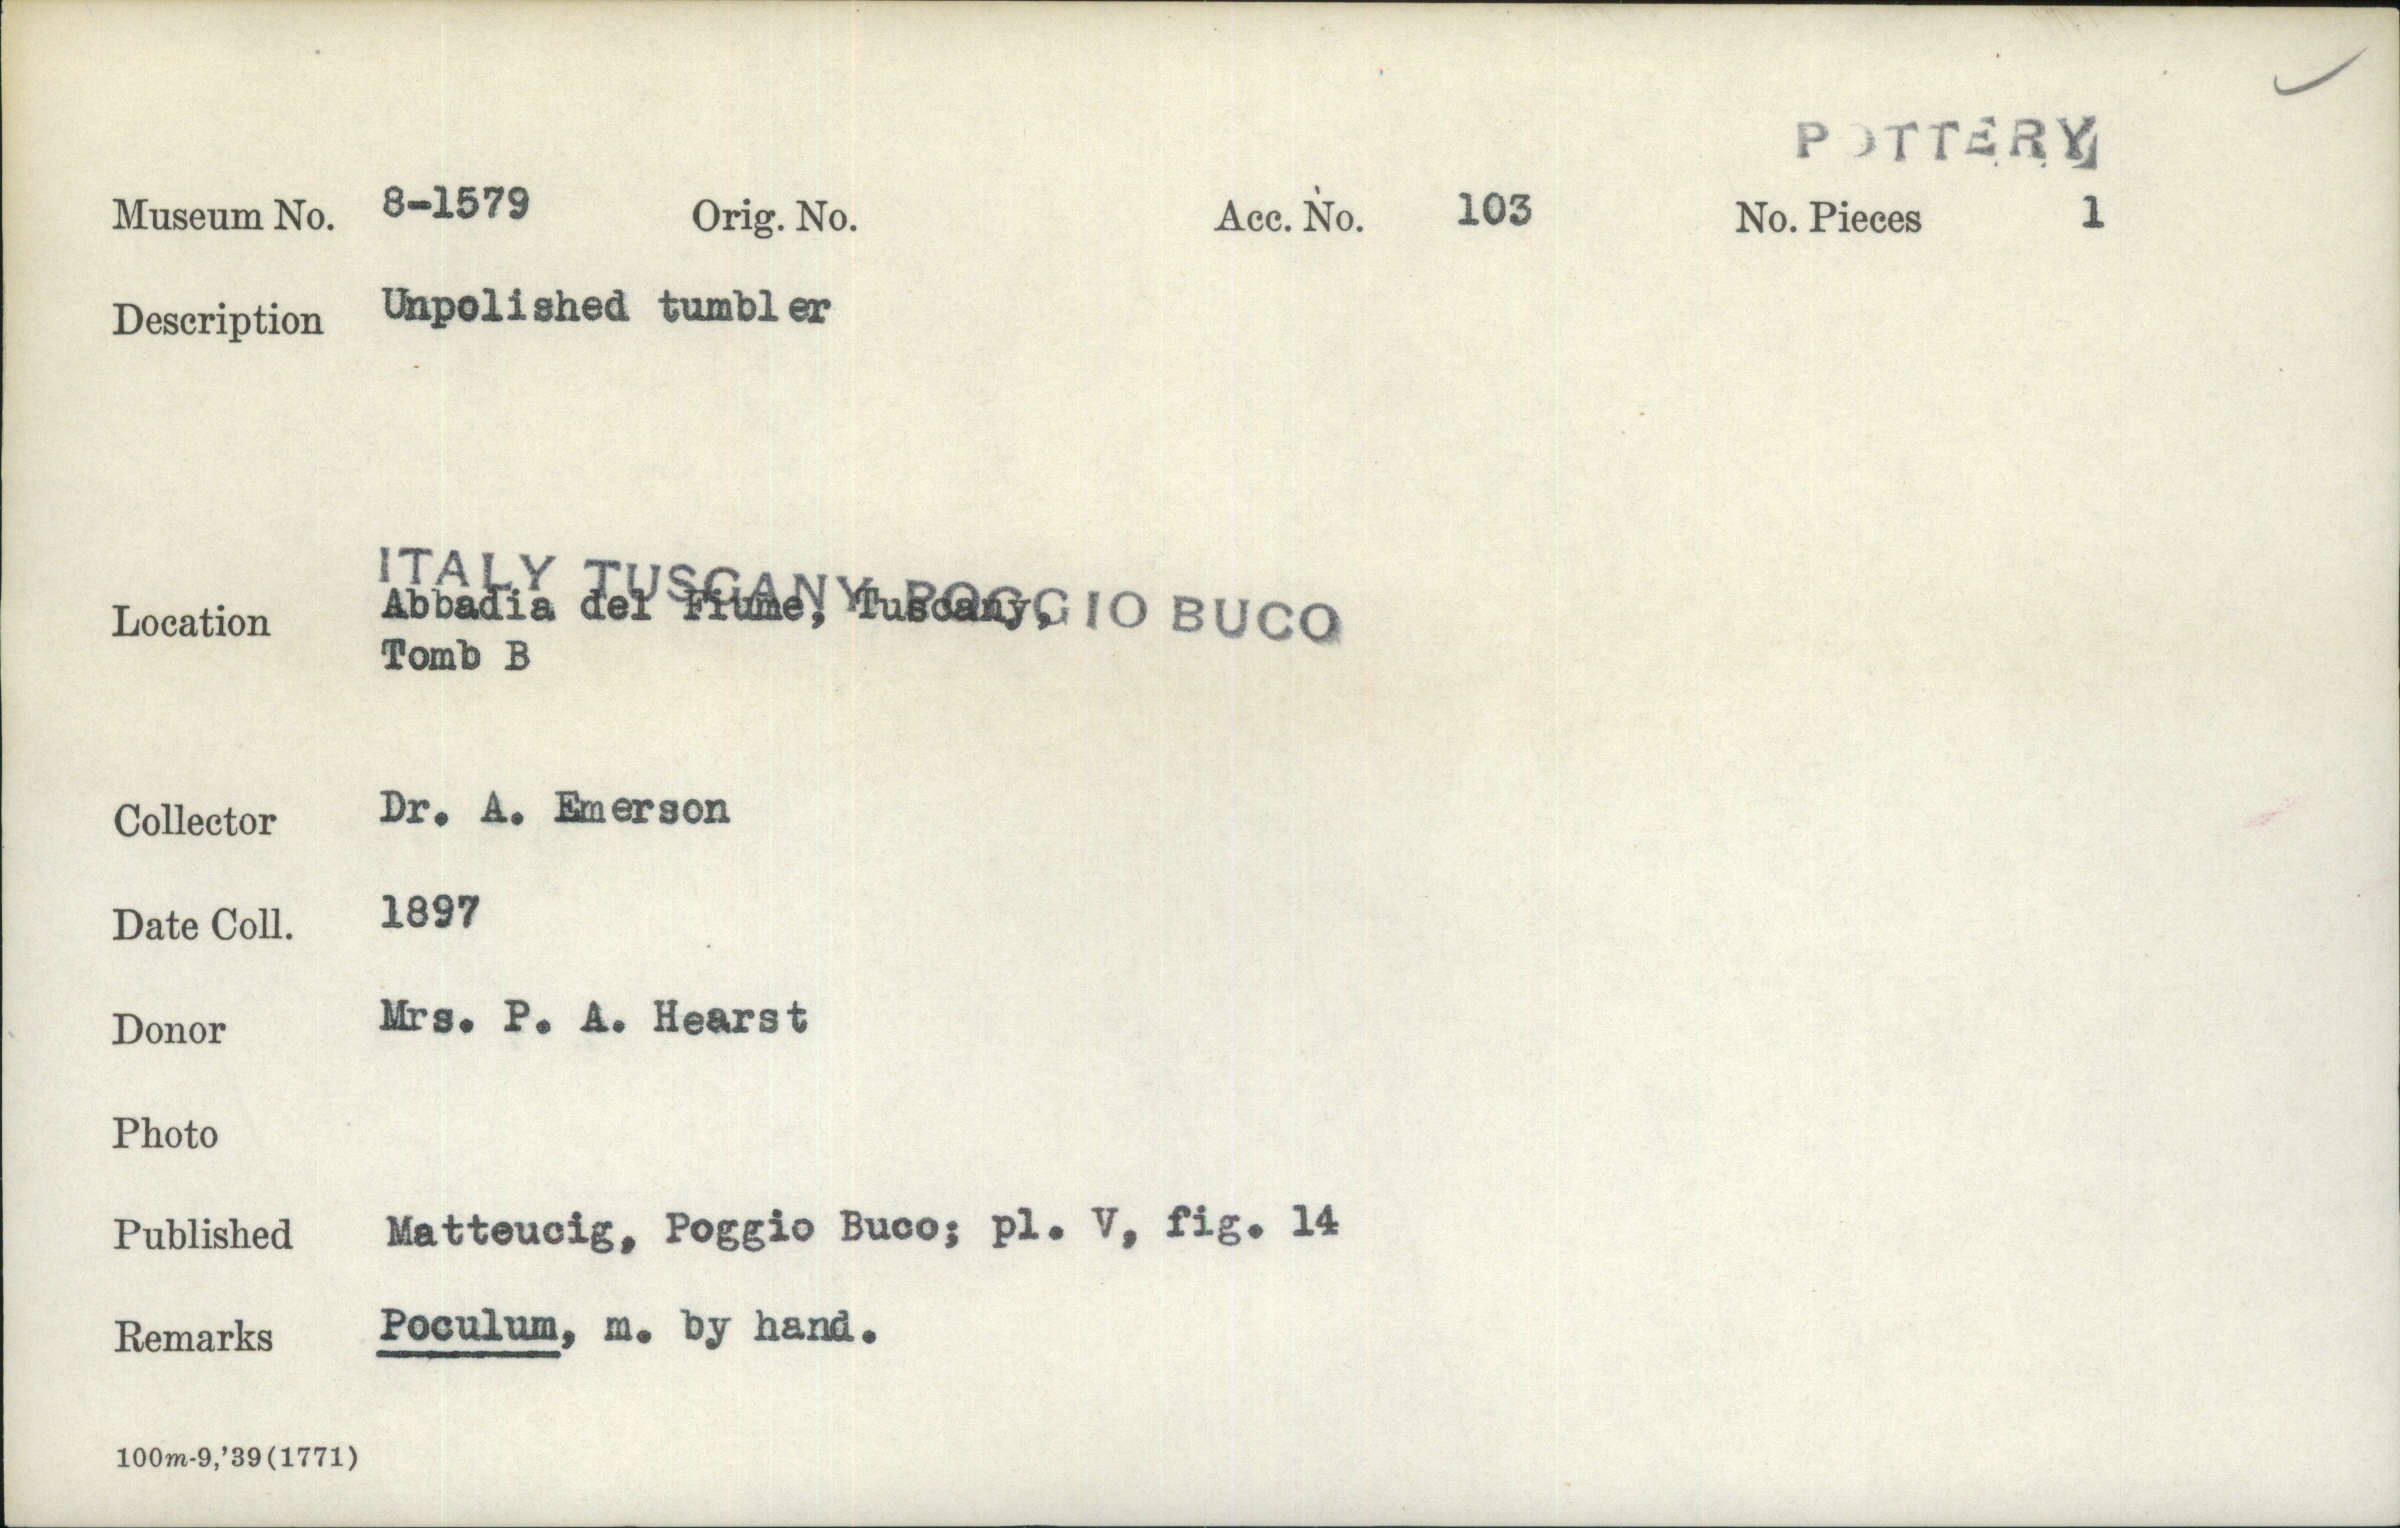 POTTERY
Museum No. 8-1579 Orig. No. Acc. No. 103 No. Pieces 1
Description Unpolished tumbler
ITALY TUSCANY POGGIO BUCO
Location Abbadia del Fiume, Tuscany,
Tomb B
Collector Dr. A. Emerson
Date Coll. 1897
Donor Mrs. P. A. Hearst
Photo
Published Matteucig, Poggio Buco; pl. V, fig. 14
Remarks Poculum, m. by hand.
100m-9,'39(1771)